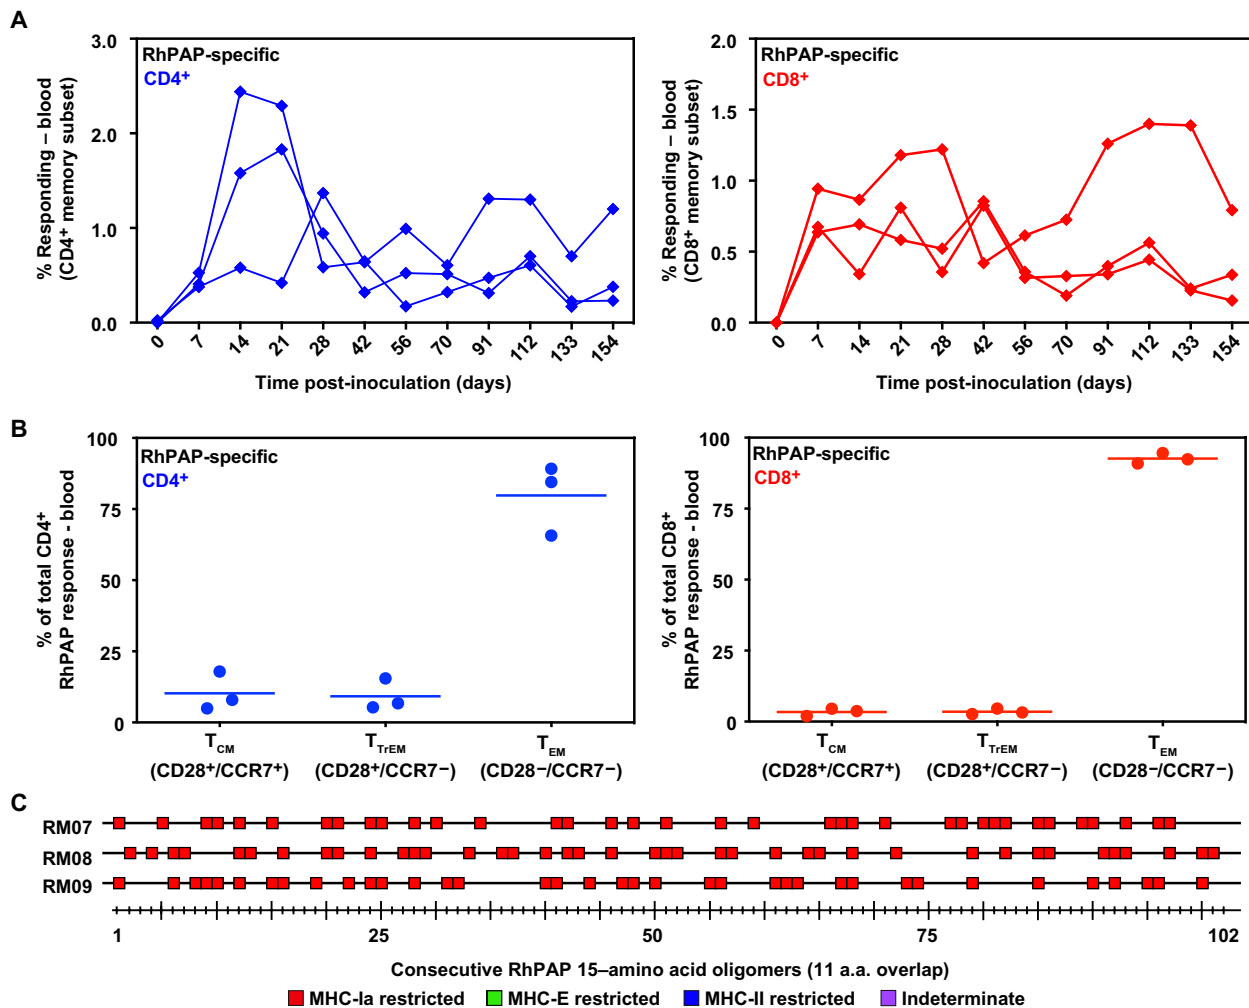 A
RhPAP-specific
CD4+
% Responding – blood
(CD4+ memory subset)
3.0
2.0
1.0
0.0
0 7 14 21 28 42 56 70 91 112 133 154
Time post-inoculation (days)
RhPAP-specific
CD8+
% Responding – blood
(CD8+ memory subset)
2.0
1.5
1.0
0.5
0.0
0 7 14 21 28 42 56 70 91 112 133 154
Time post-inoculation (days)
B
RhPAP-specific
CD4+
% of total CD4+
RhPAP response - blood
100
75
50
25
0
TCM TTrEM TEM
(CD28+/CCR7+) (CD28+/CCR7−) (CD28−/CCR7−)
RhPAP-specific
CD8+
% of total CD8+
RhPAP response - blood
100
75
50
25
0
TCM TTrEM TEM
(CD28+/CCR7+) (CD28+/CCR7−) (CD28−/CCR7−)
C
RM07
RM08
RM09
1 25 50 75 102
Consecutive RhPAP 15–amino acid oligomers (11 a.a. overlap)
MHC-Ia restricted MHC-E restricted MHC-II restricted Indeterminate